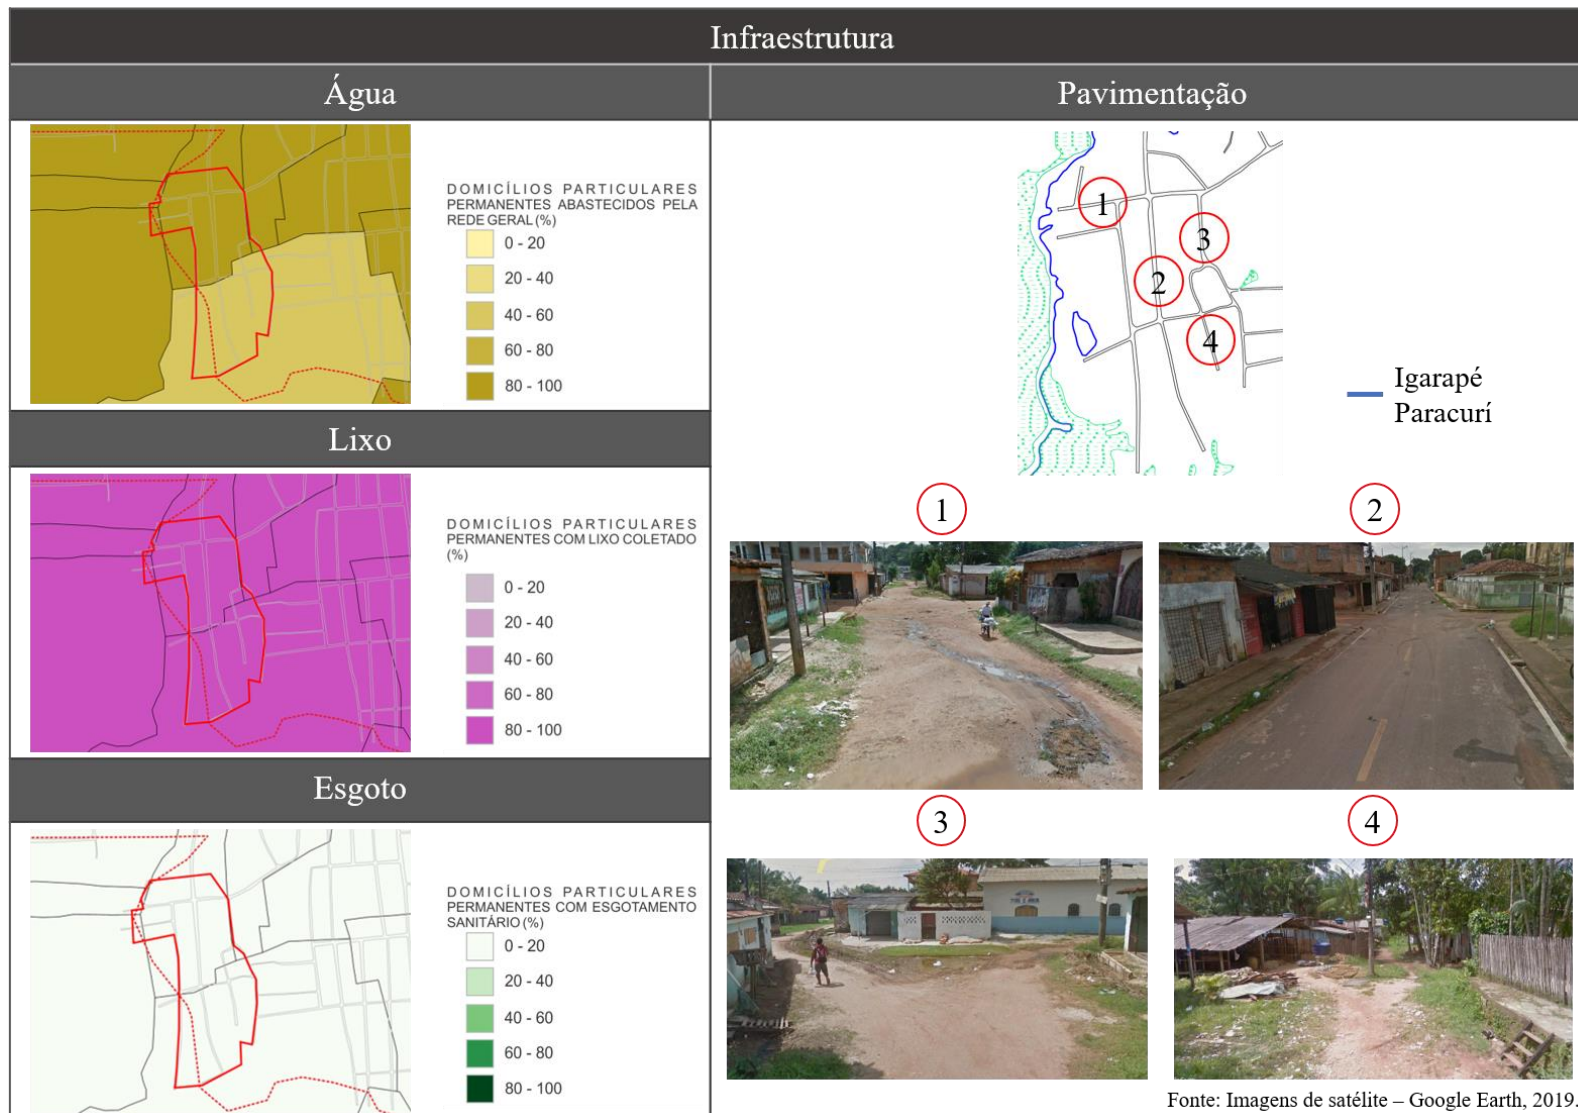 Infraestrutura
Água
Pavimentação
DOMICÍLIOS PARTICULARES
PERMANENTES ABASTECIDOS PELA
REDE GERAL (%)
0 - 20
20 - 40
40 - 60
60 - 80
80 - 100
Lixo
DOMICÍLIOS PARTICULARES
PERMANENTES COM LIXO COLETADO
(%)
0 - 20
20 - 40
40 - 60
60 - 80
80 - 100
Esgoto
DOMICÍLIOS PARTICULARES
PERMANENTES COM ESGOTAMENTO
SANITÁRIO (%)
0 - 20
20 - 40
40 - 60
60 - 80
80 - 100
1
3
2
4
Igarapé
Paracurí
1
2
3
4
Fonte: Imagens de satélite – Google Earth, 2019.